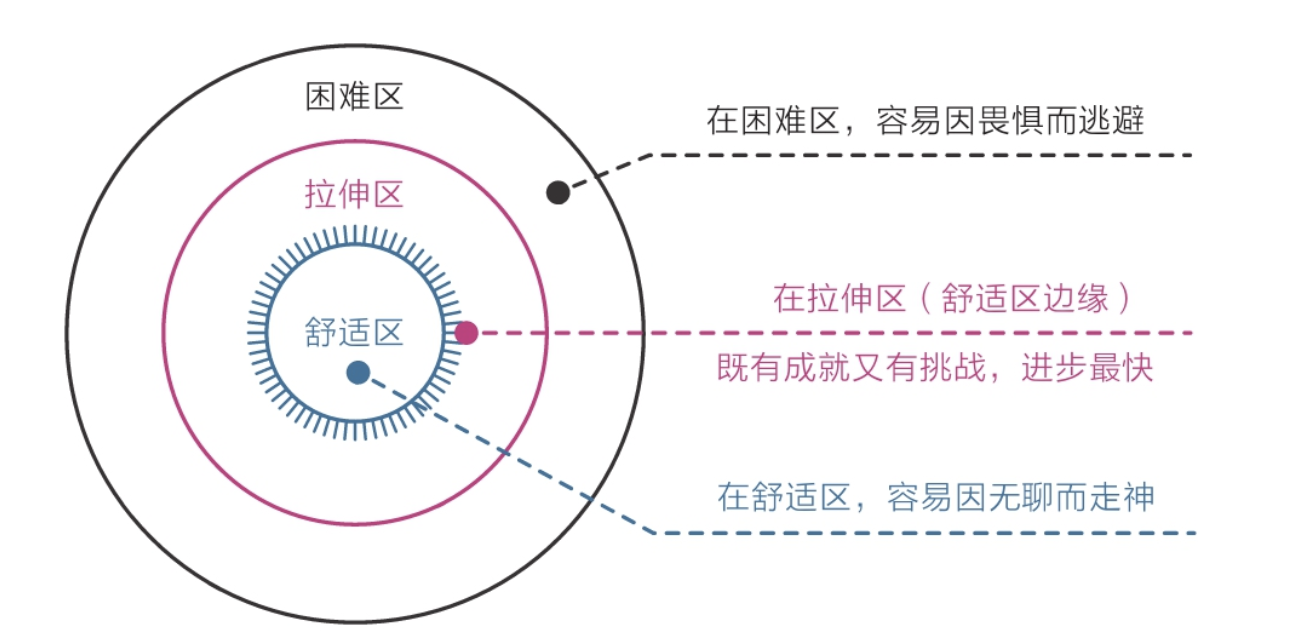 困难区
在困难区，容易因畏惧而逃避
拉伸区
在拉伸区（舒适区边缘）
舒适区
既有成就又有挑战，进步最快
在舒适区，容易因无聊而走神